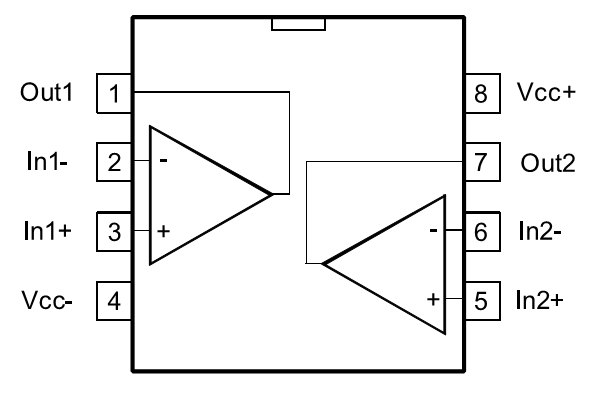 Out1 1 8 Vcc+
In1- 2 - 7 Out2
In1+ 3 + - 6 In2-
Vcc- 4 + 5 In2+